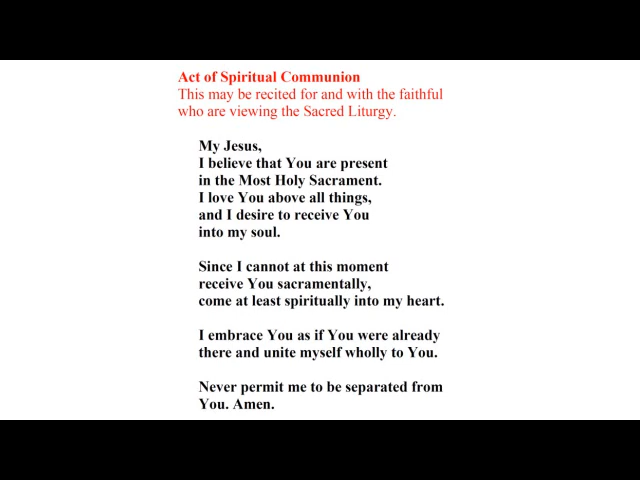 Act of Spiritual Communion
This may be recited for and with the faithful
who are viewing the Sacred Liturgy.
My Jesus,
I believe that You are present
in the Most Holy Sacrament.
I love You above all things,
and I desire to receive You
into my soul.
Since I cannot at this moment
receive You sacramentally,
come at least spiritually into my heart.
I embrace You as if You were already
there and unite myself wholly to You.
Never permit me to be separated from
You. Amen.